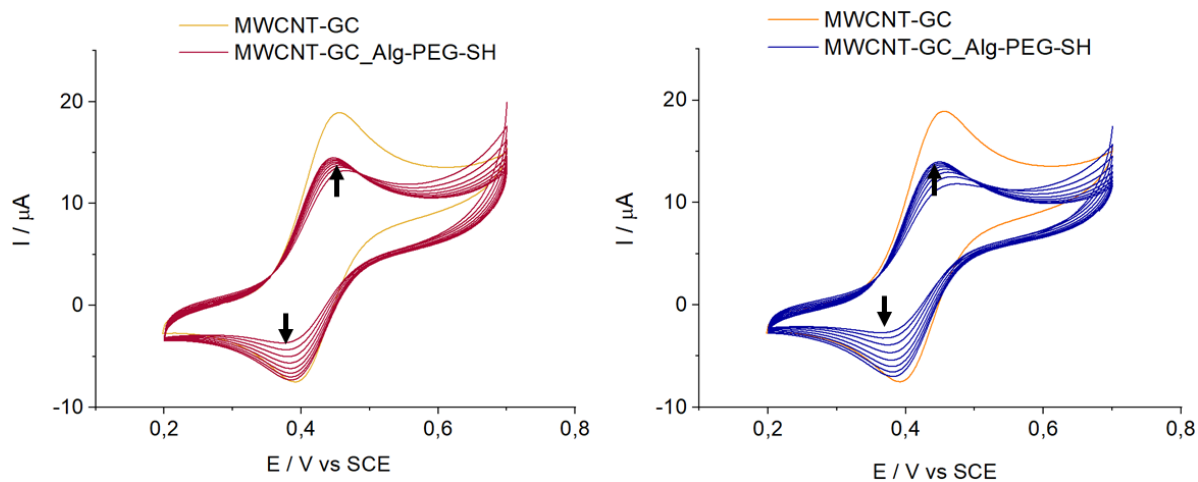 MWCNT-GC
MWCNT-GC_Alg-PEG-SH
20
10
0
-10
0,2
0,4
0,6
0,8
I / μA
E / V vs SCE
MWCNT-GC
MWCNT-GC_Alg-PEG-SH
20
10
0
-10
0,2
0,4
0,6
0,8
I / μA
E / V vs SCE